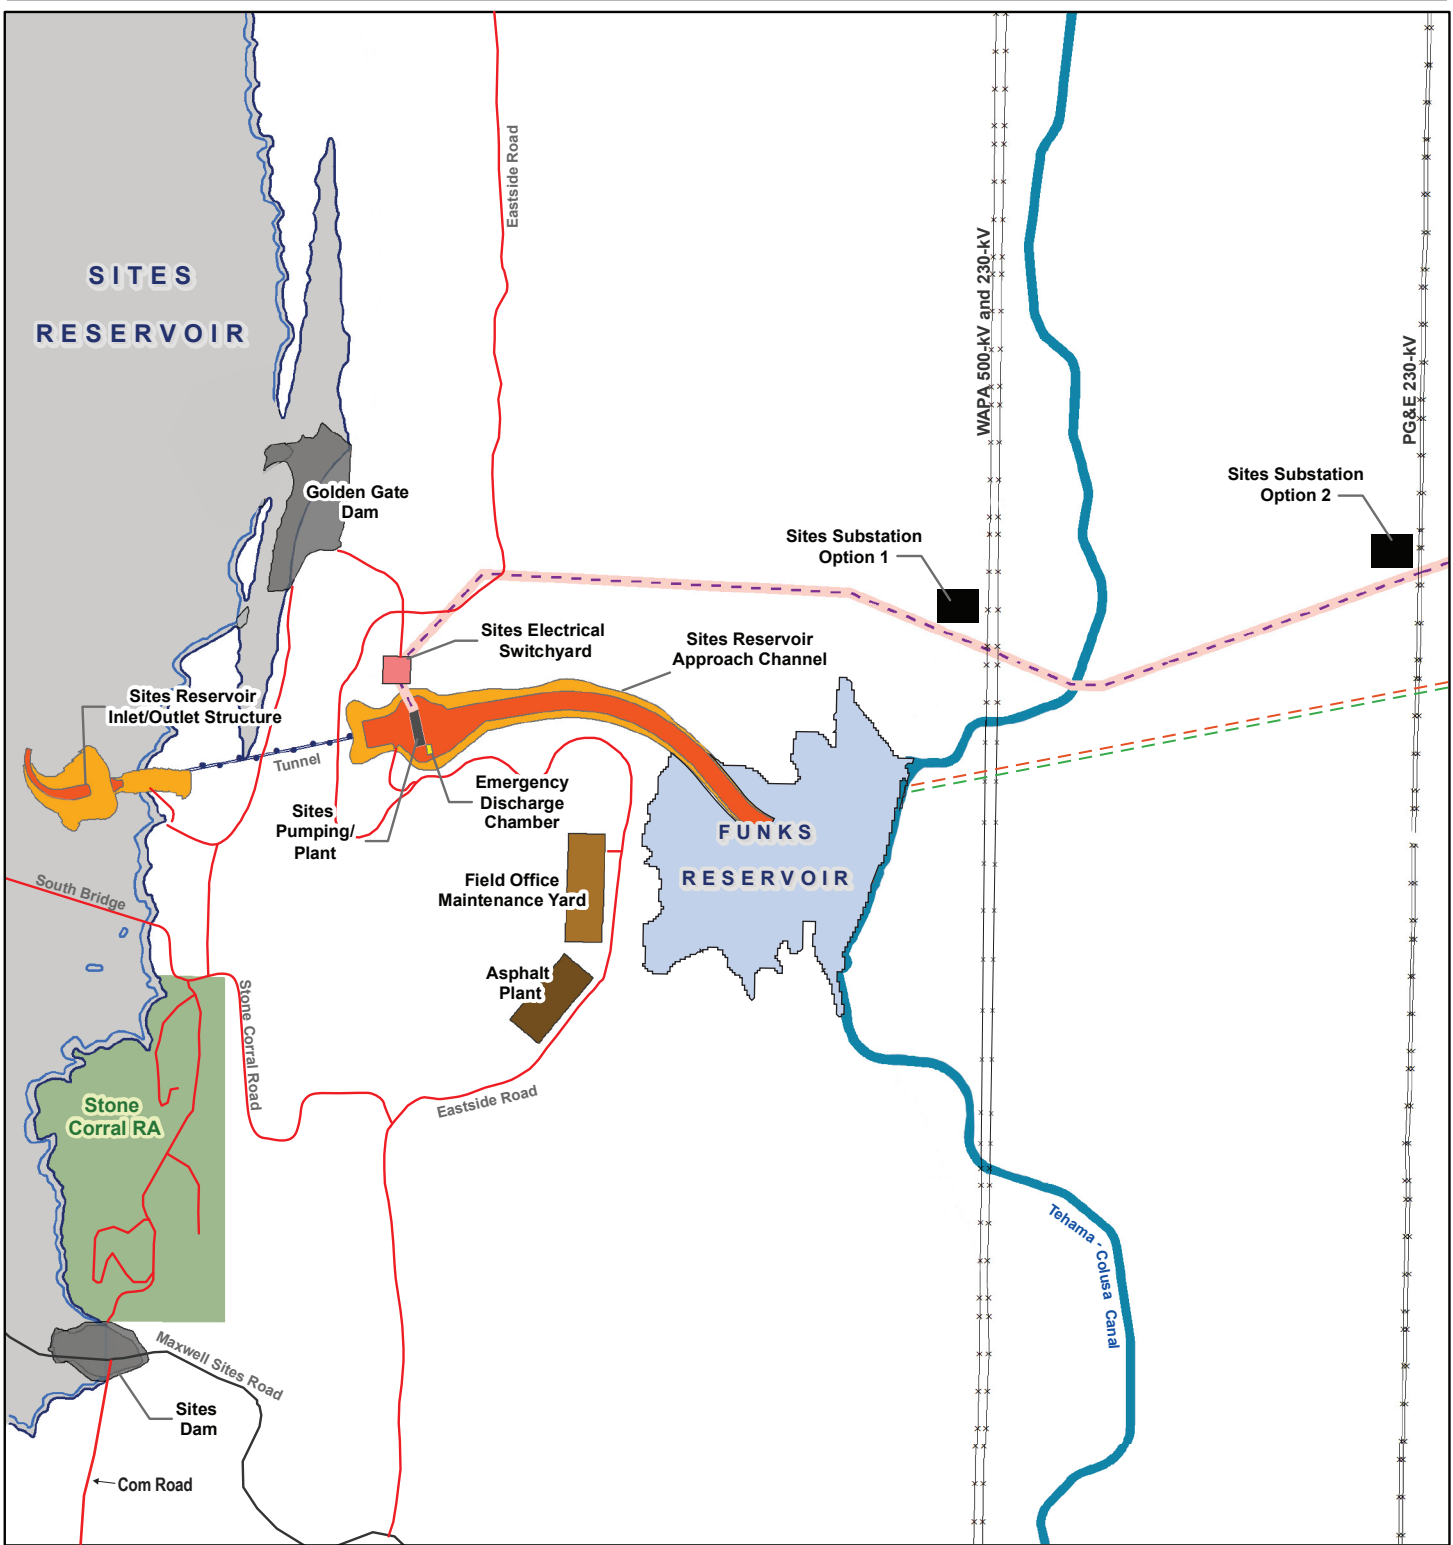 Eastside Road
SITES
RESERVOIR
WAPA 500-kV and 230-kV
PG&E 230-kV
Sites Substation
Option 2
Golden Gate
Dam
Sites Substation
Option 1
Sites Electrical
Switchyard
Sites Reservoir
Approach Channel
Sites Reservoir
Inlet/Outlet Structure
Tunnel
Emergency
Discharge
Chamber
Sites
Pumping/
Plant
FUNKS
RESERVOIR
South Bridge
Field Office
Maintenance Yard
Asphalt
Plant
Stone Corral Road
Stone
Corral RA
Eastside Road
Tehama - Colusa Canal
Maxwell Sites Road
Sites
Dam
Com Road